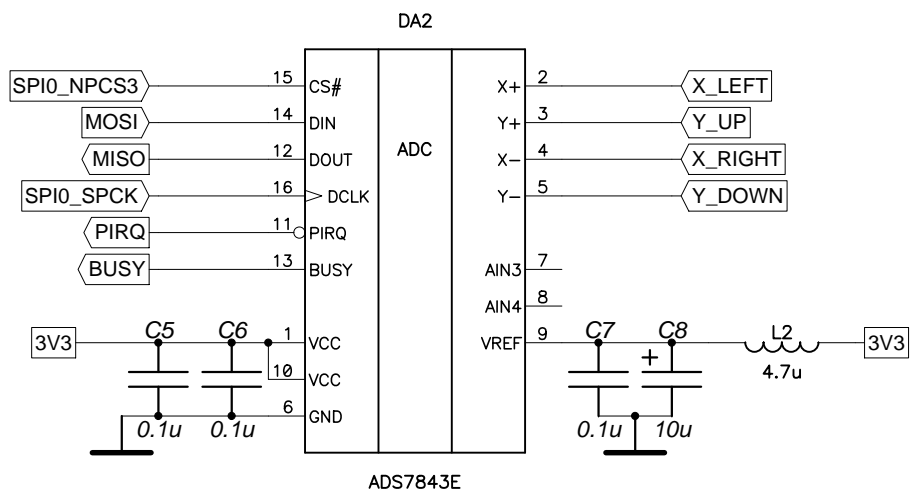 DA2
SPI0_NPCS3 15 CS# X+ 2 X_LEFT
MOSI 14 DIN Y+ 3 Y_UP
MISO 12 DOUT ADC X- 4 X_RIGHT
SPI0_SPCK 16 DCLK Y- 5 Y_DOWN
PIRQ 11 PIRQ
BUSY 13 BUSY AIN3 7
AIN4 8
3V3 C5 C6 1 VCC VREF 9 C7 C8 L2 3V3
+ 4.7u
10 VCC
6 GND
0.1u 0.1u 0.1u 10u
ADS7843E